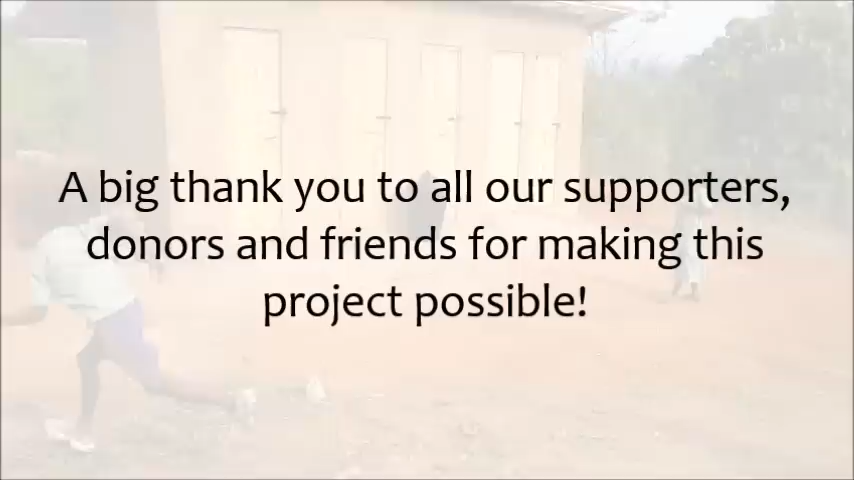 A big thank you to all our supporters,
donors and friends for making this
project possible!